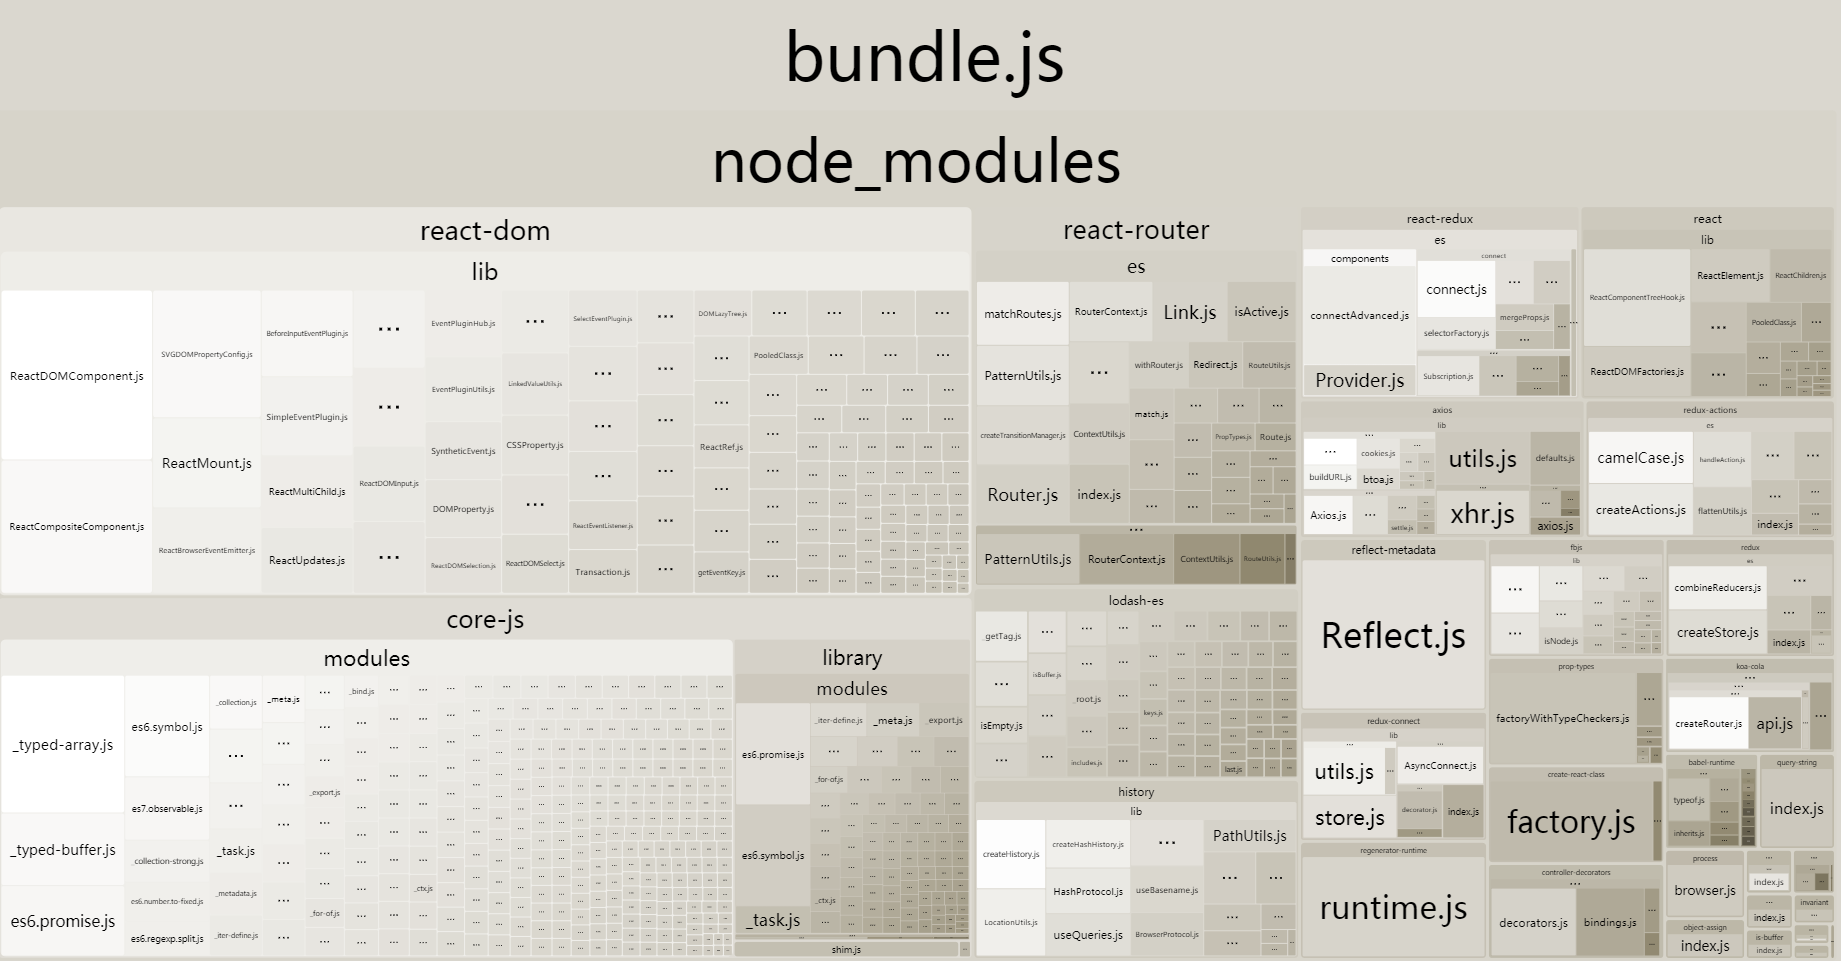 bundle.js
node_modules
react-dom
lib
ReactDOMComponent.js
ReactCompositeComponent.js
SVGDOMPropertyConfig.js
ReactMount.js
ReactBrowserEventEmitter.js
BeforeInputEventPlugin.js
SimpleEventPlugin.js
ReactMultiChild.js
ReactUpdates.js
...
...
ReactDOMInput.js
...
EventPluginHub.js
EventPluginUtils.js
SyntheticEvent.js
DOMProperty.js
ReactDOMSelection.js
...
LinkedValueUtils.js
CSSProperty.js
...
ReactDOMSelect.js
SelectEventPlugin.js
...
...
...
ReactEventListener.js
Transaction.js
DOMLazyTree.js
...
ReactRef.js
...
...
getEventKey.js
PooledClass.js
core-js
modules
_typed-array.js
_typed-buffer.js
es6.promise.js
es6.symbol.js
es7.observable.js
_collection-strong.js
es6.number.to-fixed.js
es6.regexp.split.js
_collection.js
...
...
_task.js
_metadata.js
_iter-define.js
_meta.js
...
_export.js
_for-of.js
_bind.js
_ctx.js
library
modules
es6.promise.js
es6.symbol.js
_task.js
_iter-define.js
_meta.js
_export.js
_for-of.js
_ctx.js
shim.js
react-router
es
matchRoutes.js
PatternUtils.js
createTransitionManager.js
Router.js
RouterContext.js
...
ContextUtils.js
index.js
Link.js
isActive.js
withRouter.js
Redirect.js
RouteUtils.js
match.js
PropTypes.js
Route.js
...
PatternUtils.js
RouterContext.js
ContextUtils.js
RouteUtils.js
lodash-es
_getTag.js
...
isEmpty.js
...
isBuffer.js
_root.js
includes.js
keys.js
last.js
history
lib
createHistory.js
LocationUtils.js
createHashHistory.js
HashProtocol.js
useQueries.js
...
useBasename.js
BrowserProtocol.js
PathUtils.js
react-redux
es
components
connectAdvanced.js
Provider.js
connect
connect.js
selectorFactory.js
mergeProps.js
Subscription.js
react
lib
ReactComponentTreeHook.js
ReactDOMFactories.js
ReactElement.js
ReactChildren.js
PooledClass.js
axios
lib
...
buildURL.js
cookies.js
btoa.js
Axios.js
settle.js
utils.js
defaults.js
xhr.js
axios.js
redux-actions
es
camelCase.js
createActions.js
handleAction.js
flattenUtils.js
index.js
reflect-metadata
Reflect.js
fbjs
lib
isNode.js
redux
es
combineReducers.js
createStore.js
index.js
prop-types
factoryWithTypeCheckers.js
koa-cola
...
createRouter.js
api.js
redux-connect
lib
utils.js
store.js
AsyncConnect.js
decorator.js
index.js
create-react-class
factory.js
babel-runtime
typeof.js
inherits.js
query-string
index.js
regenerator-runtime
runtime.js
controller-decorators
...
decorators.js
bindings.js
process
browser.js
object-assign
index.js
index.js
index.js
is-buffer
index.js
invariant